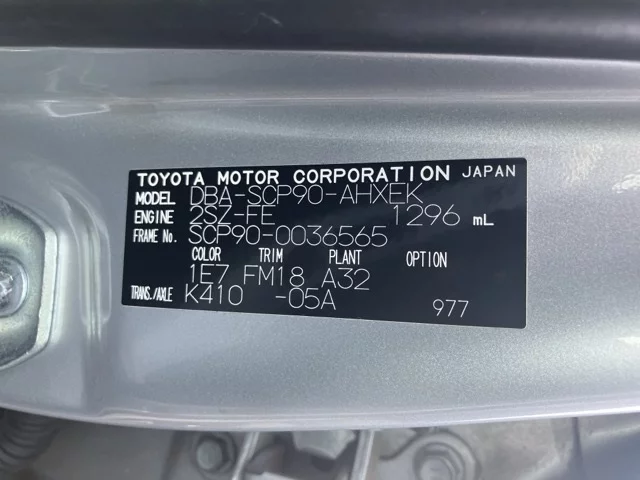 TOYOTA MOTOR CORPORATION JAPAN
MODEL DBA-SCP90-AHXEK
ENGINE 2SZ-FE 1296 mL
FRAME No. SCP90-0036565
COLOR TRIM PLANT OPTION
1E7 FM18 A32
TRANS./AXLE K410 -05A 977